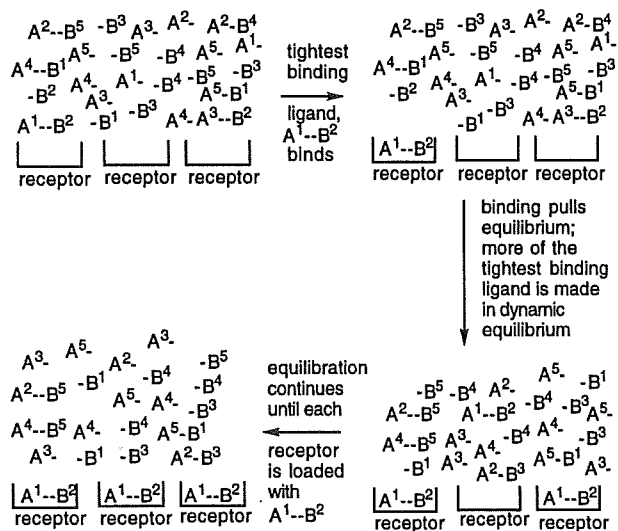 A²--B⁵ -B³ A³- A²- A²-B⁴
A⁴--B¹ A⁵- -B⁵ -B⁴ A⁵- A¹-
-B² A⁴- A¹- -B⁴ -B⁵ -B³
A³- -B³ A⁵-B¹
A¹--B² -B¹ A⁴- A³--B²
receptor receptor receptor
tightest
binding
ligand,
A¹--B²
binds
A²--B⁵ -B³ A³- A²- A²-B⁴
A⁴--B¹ A⁵- -B⁵ -B⁴ A⁵- A¹-
-B² A⁴- A¹- -B⁴ -B⁵ -B³
A³- A⁵-B¹
-B¹ -B³ A⁴- A³--B²
A¹--B²
receptor receptor receptor
binding pulls
equilibrium;
more of the
tightest binding
ligand is made
in dynamic
equilibrium
-B⁵ -B⁴ A²- A⁵- -B¹
A²--B⁵ A¹--B² -B⁴ -B³ A⁵-
A⁴--B⁵ A³- A⁴- -B⁴ A⁴- -B³
-B¹ A³- A²-B³ A⁵-B¹ A³-
A¹--B² A¹--B²
receptor receptor receptor
equilibration
continues
until each
receptor
is loaded
with
A¹--B²
A³- A⁵- A²- A³- -B⁵
A²--B⁵ -B¹ -B⁴ -B⁴
A⁵- A⁴- -B³
A⁴--B⁵ A⁴- -B⁴ A⁵-B¹
A³- -B¹ -B³ A²-B³
A¹--B² A¹--B² A¹--B²
receptor receptor receptor